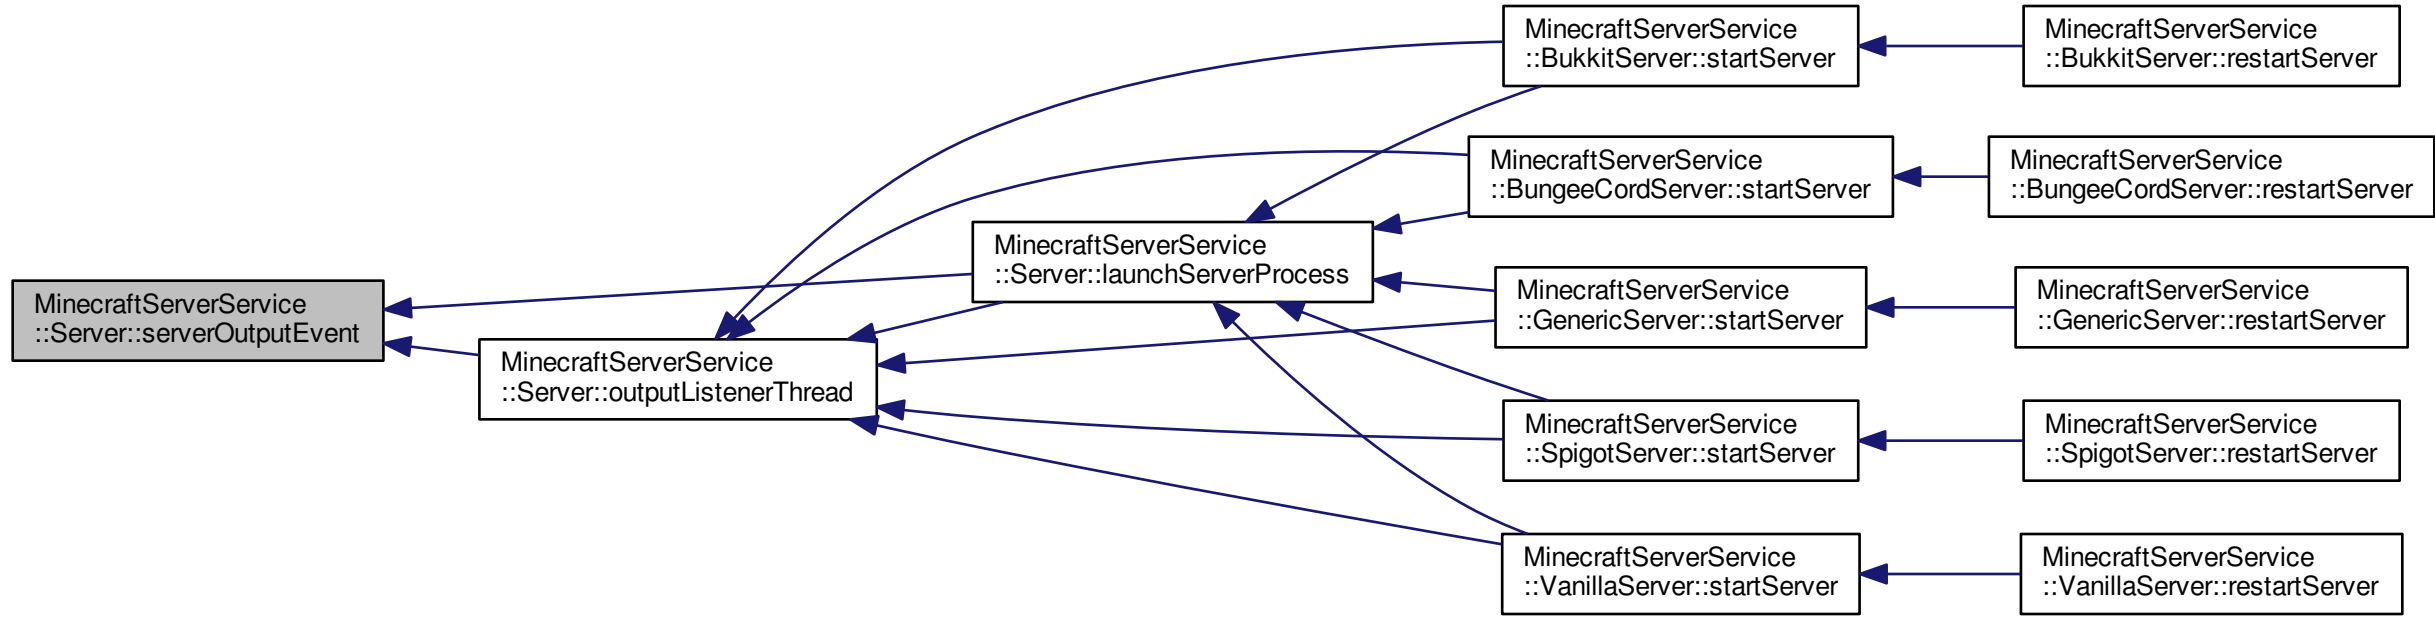 MinecraftServerService
::Server::serverOutputEvent
MinecraftServerService
::Server::outputListenerThread
MinecraftServerService
::Server::launchServerProcess
MinecraftServerService
::BukkitServer::startServer
MinecraftServerService
::BukkitServer::restartServer
MinecraftServerService
::BungeeCordServer::startServer
MinecraftServerService
::BungeeCordServer::restartServer
MinecraftServerService
::GenericServer::startServer
MinecraftServerService
::GenericServer::restartServer
MinecraftServerService
::SpigotServer::startServer
MinecraftServerService
::SpigotServer::restartServer
MinecraftServerService
::VanillaServer::startServer
MinecraftServerService
::VanillaServer::restartServer